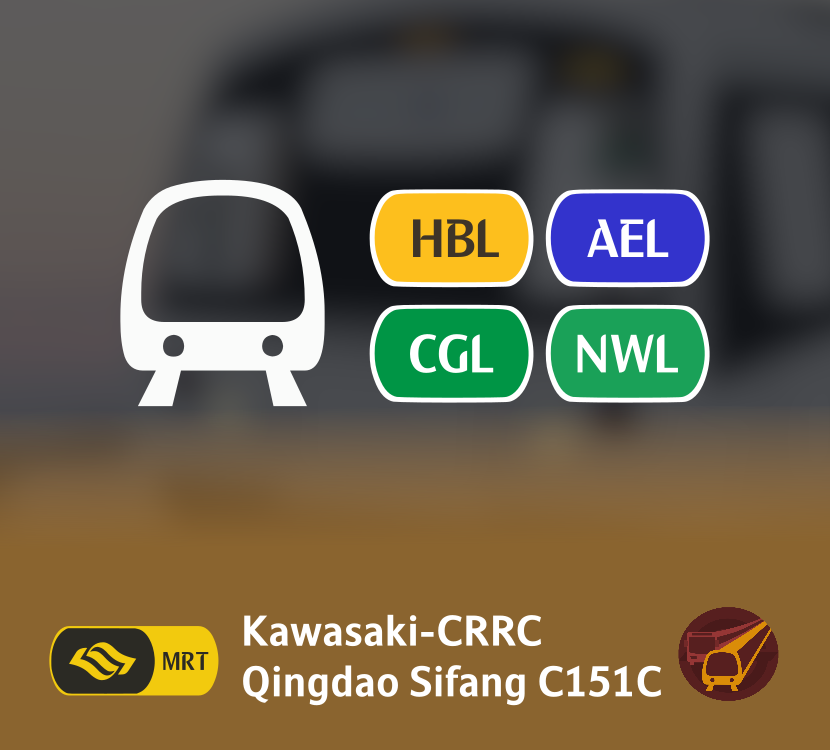 HBL AEL
CGL NWL
MRT
Kawasaki-CRRC
Qingdao Sifang C151C